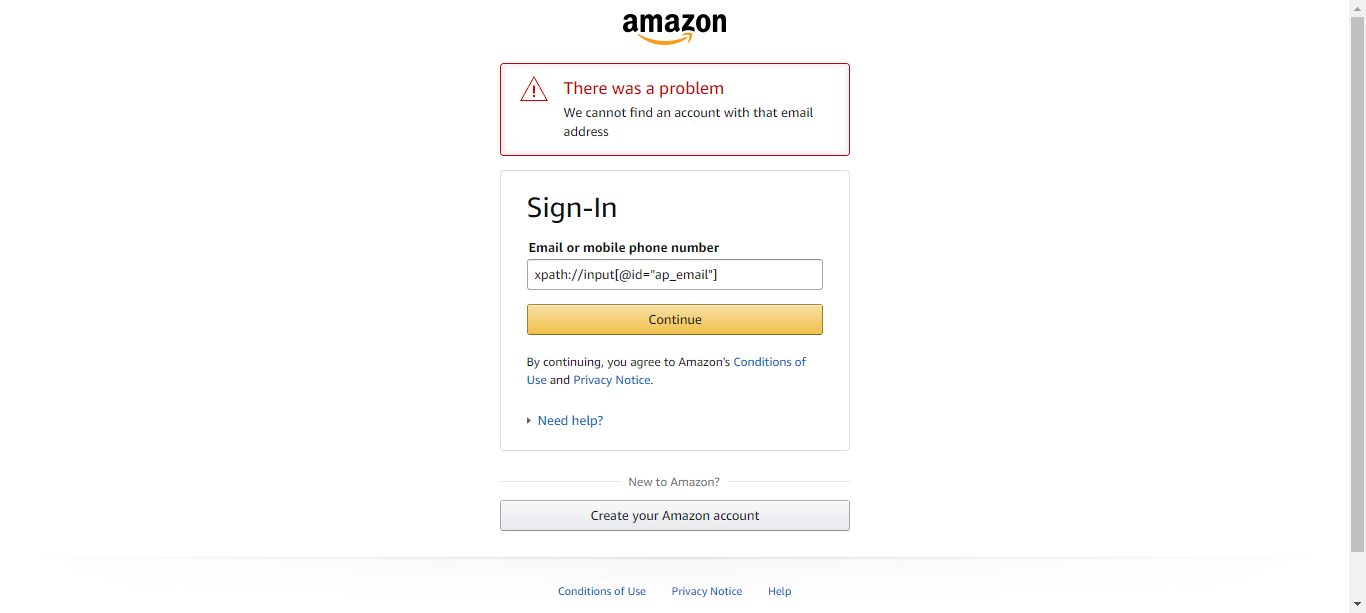 amazon
There was a problem
We cannot find an account with that email
address
Sign-In
Email or mobile phone number
xpath://input[@id="ap_email"]
Continue
By continuing, you agree to Amazon's Conditions of
Use and Privacy Notice.
Need help?
New to Amazon?
Create your Amazon account
Conditions of Use Privacy Notice Help